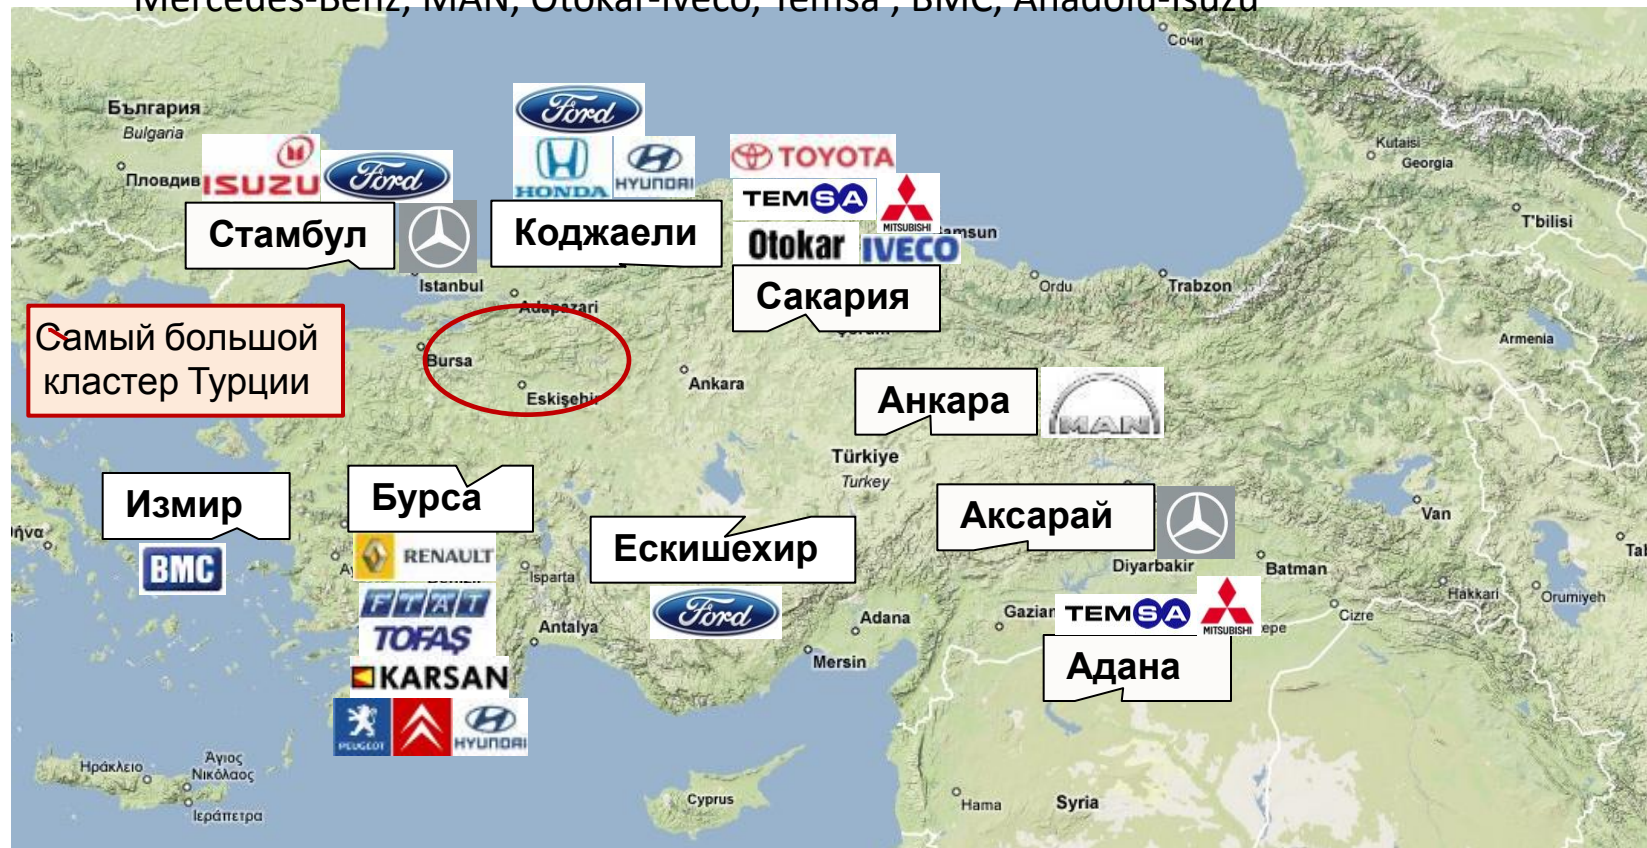 Mercedes-Benz, MAN, Otokar-Iveco, Temsa , BMC, Anadolu-Isuzu
Сочи
България
Bulgaria
Пловдив
ISUZU
Ford
Стамбул
Ford
HONDA
HYUNDAI
Коджаели
TOYOTA
TEMSA
MITSUBISHI
Otokar
IVECO
Сакария
Kutaisi
Georgia
T'bilisi
Istanbul
Adapazari
Ordu
Trabzon
Armenia
Самый большой
кластер Турции
Bursa
Eskişehir
Ankara
Анкара
MAN
Türkiye
Turkey
Измир
BMC
Бурса
RENAULT
FIAT
TOFAŞ
KARSAN
PEUGEOT
HYUNDAI
Ескишехир
Ford
Аксарай
Van
Diyarbakir
Batman
Hakkari
Orumiyeh
Isparta
Antalya
Adana
Mersin
TEMSA
MITSUBISHI
Cizre
Адана
Ηράκλειο
Άγιος
Νικόλαος
Ιεράπετρα
Cyprus
Hama
Syria